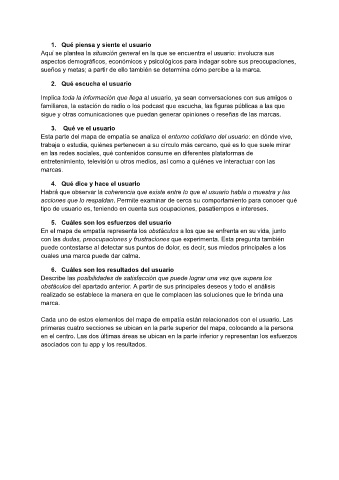 1. Qué piensa y siente el usuario
Aquí se plantea la situación general en la que se encuentra el usuario: involucra sus
aspectos demográficos, económicos y psicológicos para indagar sobre sus preocupaciones,
sueños y metas; a partir de ello también se determina cómo percibe a la marca.
2. Qué escucha el usuario
Implica toda la información que llega al usuario, ya sean conversaciones con sus amigos o
familiares, la estación de radio o los podcast que escucha, las figuras públicas a las que
sigue y otras comunicaciones que puedan generar opiniones o reseñas de las marcas.
3. Qué ve el usuario
Esta parte del mapa de empatía se analiza el entorno cotidiano del usuario: en dónde vive,
trabaja o estudia, quiénes pertenecen a su círculo más cercano, qué es lo que suele mirar
en las redes sociales, qué contenidos consume en diferentes plataformas de
entretenimiento, televisión u otros medios, así como a quiénes ve interactuar con las
marcas.
4. Qué dice y hace el usuario
Habrá que observar la coherencia que existe entre lo que el usuario habla o muestra y las
acciones que lo respaldan. Permite examinar de cerca su comportamiento para conocer qué
tipo de usuario es, teniendo en cuenta sus ocupaciones, pasatiempos e intereses.
5. Cuáles son los esfuerzos del usuario
En el mapa de empatía representa los obstáculos a los que se enfrenta en su vida, junto
con las dudas, preocupaciones y frustraciones que experimenta. Esta pregunta también
puede contestarse al detectar sus puntos de dolor, es decir, sus miedos principales a los
cuales una marca puede dar calma.
6. Cuáles son los resultados del usuario
Describe las posibilidades de satisfacción que puede lograr una vez que supera los
obstáculos del apartado anterior. A partir de sus principales deseos y todo el análisis
realizado se establece la manera en que le complacen las soluciones que le brinda una
marca.
Cada uno de estos elementos del mapa de empatía están relacionados con el usuario. Las
primeras cuatro secciones se ubican en la parte superior del mapa, colocando a la persona
en el centro. Las dos últimas áreas se ubican en la parte inferior y representan los esfuerzos
asociados con tu app y los resultados.